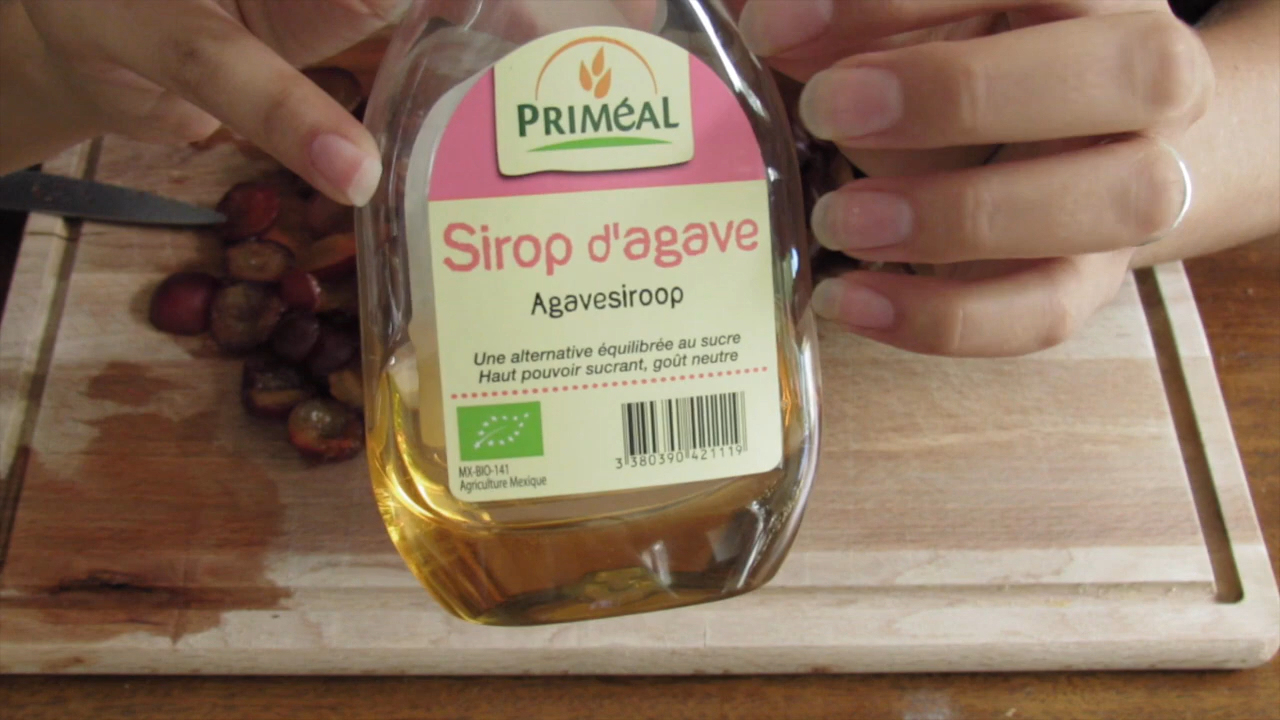 PRIMéAL
Sirop d'agave
Agavesiroop
Une alternative équilibrée au sucre
Haut pouvoir sucrant, goût neutre
MX-BIO-141
Agriculture Mexique
3 380390 421119